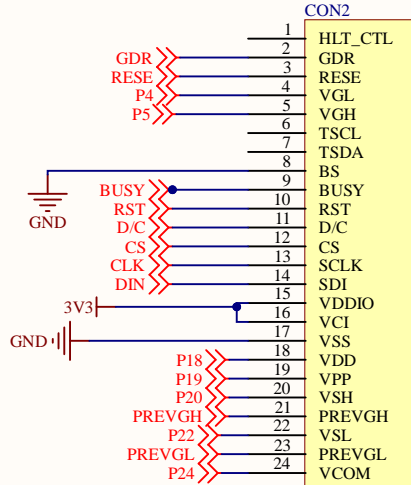 CON2
1 HLT_CTL
GDR 2 GDR
RESE 3 RESE
P4 4 VGL
P5 5 VGH
6 TSCL
7 TSDA
8 BS
GND
BUSY 9 BUSY
RST 10 RST
D/C 11 D/C
CS 12 CS
CLK 13 SCLK
DIN 14 SDI
3V3 15 VDDIO
16 VCI
GND 17 VSS
P18 18 VDD
P19 19 VPP
P20 20 VSH
PREVGH 21 PREVGH
P22 22 VSL
PREVGL 23 PREVGL
P24 24 VCOM